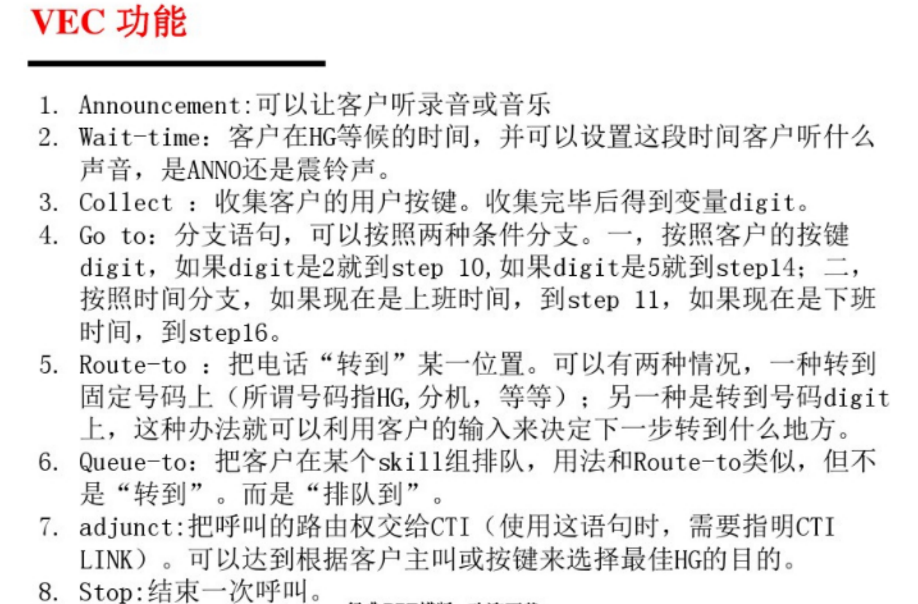 VEC 功能
1. Announcement:可以让客户听录音或音乐
2. Wait-time：客户在HG等候的时间，并可以设置这段时间客户听什么
声音，是ANNO还是震铃声。
3. Collect ：收集客户的用户按键。收集完毕后得到变量digit。
4. Go to：分支语句，可以按照两种条件分支。一，按照客户的按键
digit，如果digit是2就到step 10,如果digit是5就到step14；二，
按照时间分支，如果现在是上班时间，到step 11，如果现在是下班
时间，到step16。
5. Route-to ：把电话“转到”某一位置。可以有两种情况，一种转到
固定号码上（所谓号码指HG,分机，等等）；另一种是转到号码digit
上，这种办法就可以利用客户的输入来决定下一步转到什么地方。
6. Queue-to：把客户在某个skill组排队，用法和Route-to类似，但不
是“转到”。而是“排队到”。
7. adjunct:把呼叫的路由权交给CTI（使用这语句时，需要指明CTI
LINK）。可以达到根据客户主叫或按键来选择最佳HG的目的。
8. Stop:结束一次呼叫。